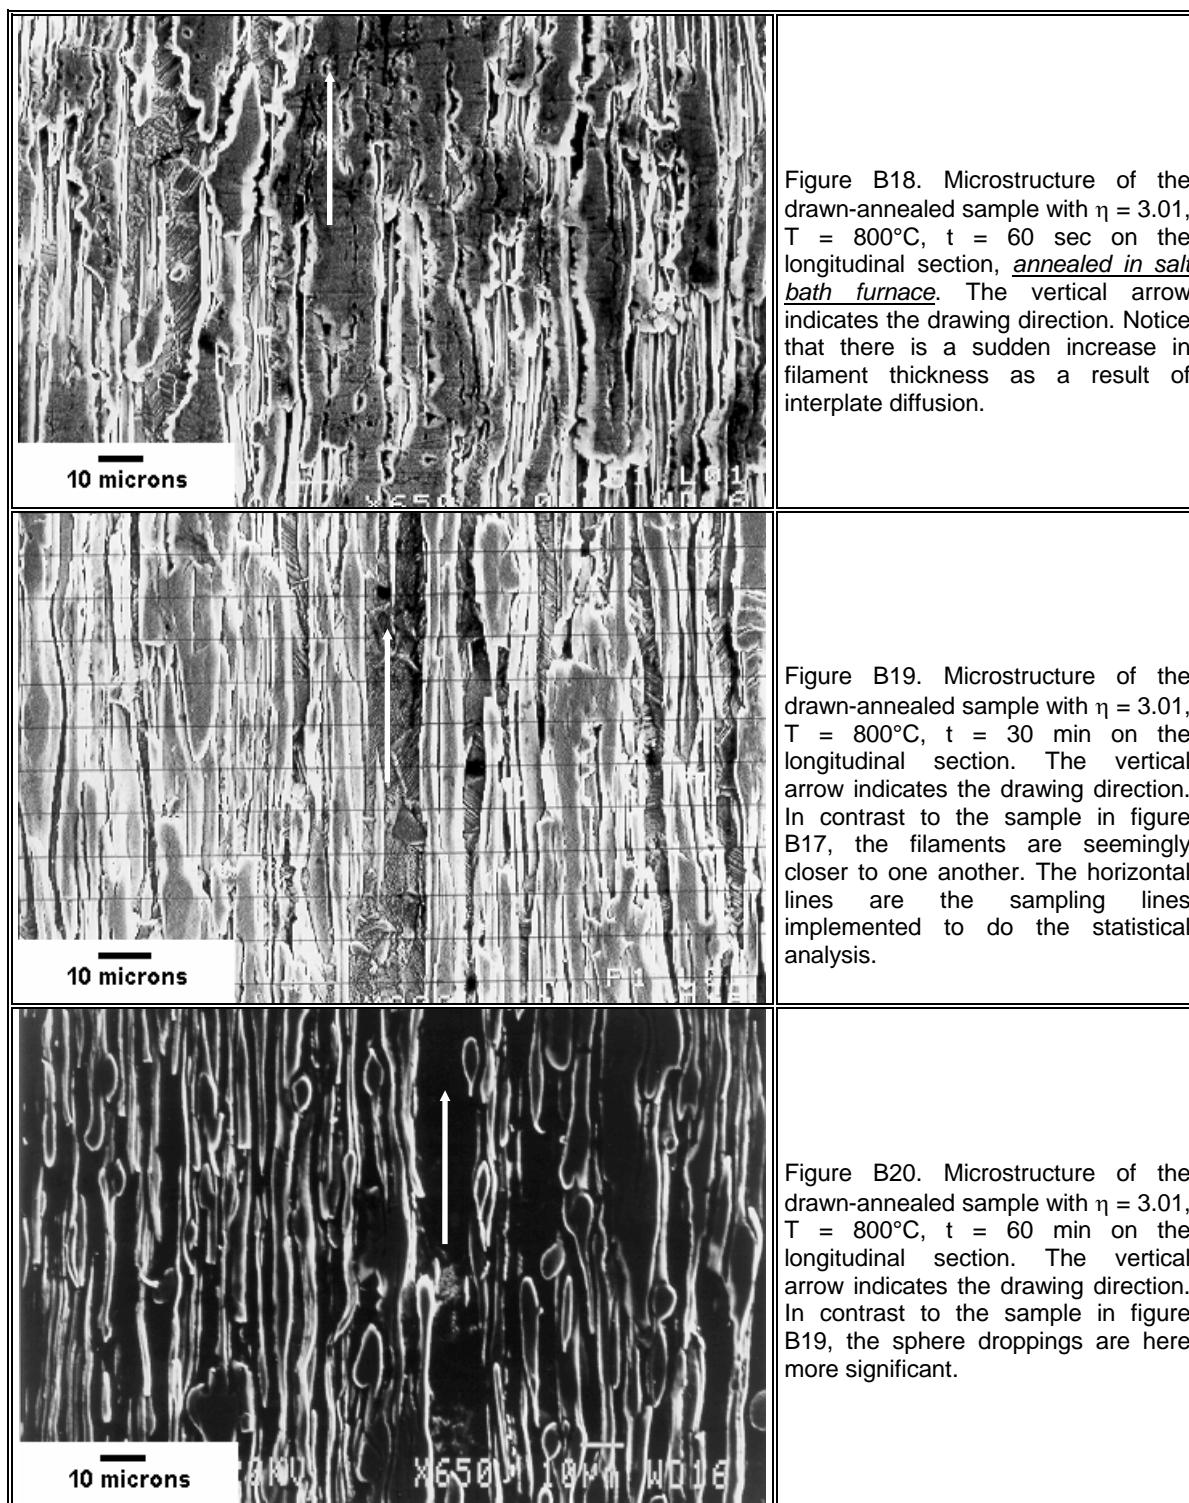 10 microns
X650
Figure B18. Microstructure of the
drawn-annealed sample with η = 3.01,
T = 800°C, t = 60 sec on the
longitudinal section, annealed in salt
bath furnace. The vertical arrow
indicates the drawing direction. Notice
that there is a sudden increase in
filament thickness as a result of
interplate diffusion.
10 microns
Figure B19. Microstructure of the
drawn-annealed sample with η = 3.01,
T = 800°C, t = 30 min on the
longitudinal section. The vertical
arrow indicates the drawing direction.
In contrast to the sample in figure
B17, the filaments are seemingly
closer to one another. The horizontal
lines are the sampling lines
implemented to do the statistical
analysis.
10 microns
X650 10µm WD16
Figure B20. Microstructure of the
drawn-annealed sample with η = 3.01,
T = 800°C, t = 60 min on the
longitudinal section. The vertical
arrow indicates the drawing direction.
In contrast to the sample in figure
B19, the sphere droppings are here
more significant.